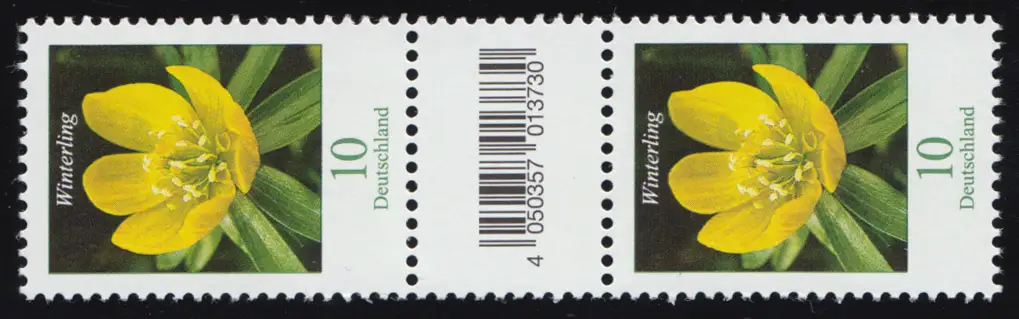 Winterling
10
Deutschland
4 050357 013730
Winterling
10
Deutschland